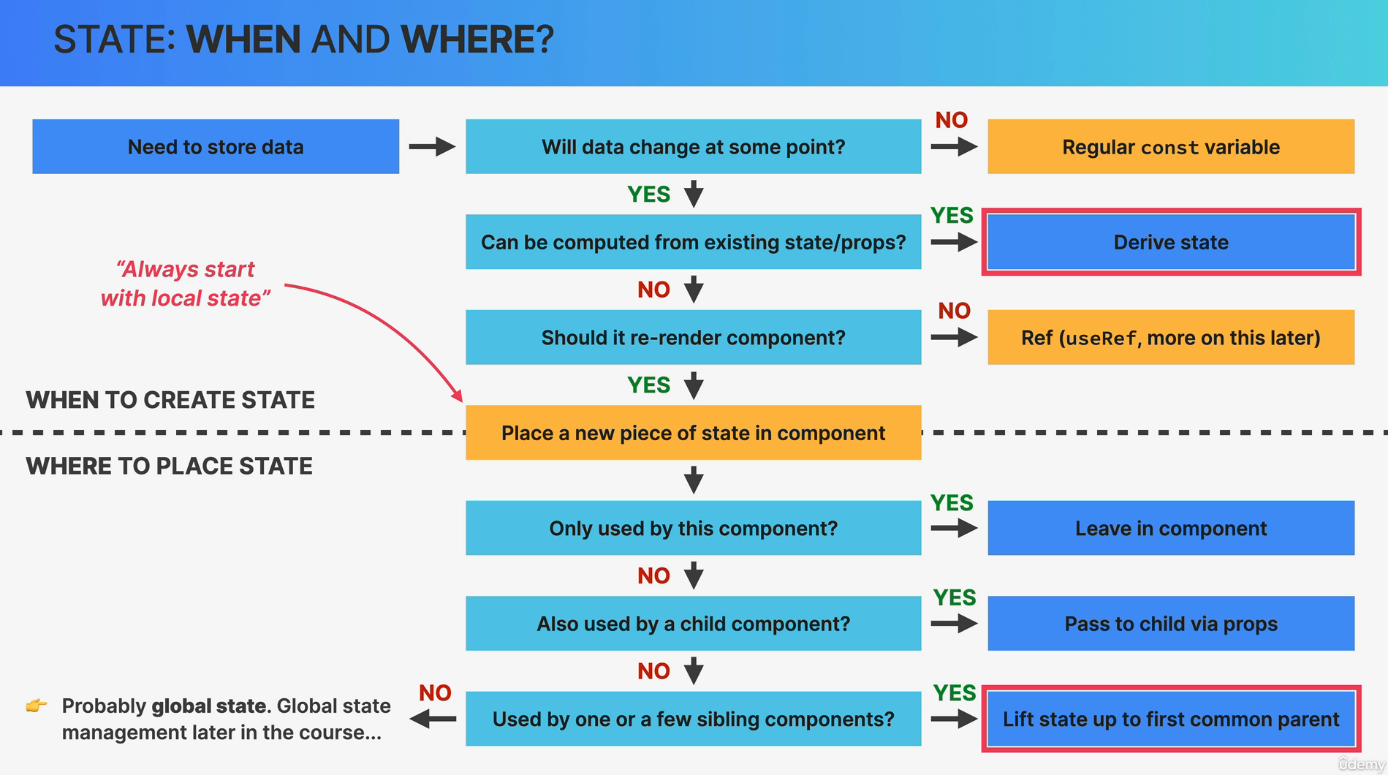 STATE: WHEN AND WHERE?
Need to store data
Will data change at some point?
NO
Regular const variable
YES
Can be computed from existing state/props?
YES
Derive state
“Always start
with local state”
NO
Should it re-render component?
NO
Ref (useRef, more on this later)
YES
WHEN TO CREATE STATE
Place a new piece of state in component
WHERE TO PLACE STATE
Only used by this component?
YES
Leave in component
NO
Also used by a child component?
YES
Pass to child via props
NO
Used by one or a few sibling components?
YES
Lift state up to first common parent
NO
Probably global state. Global state
management later in the course...
ûdemy